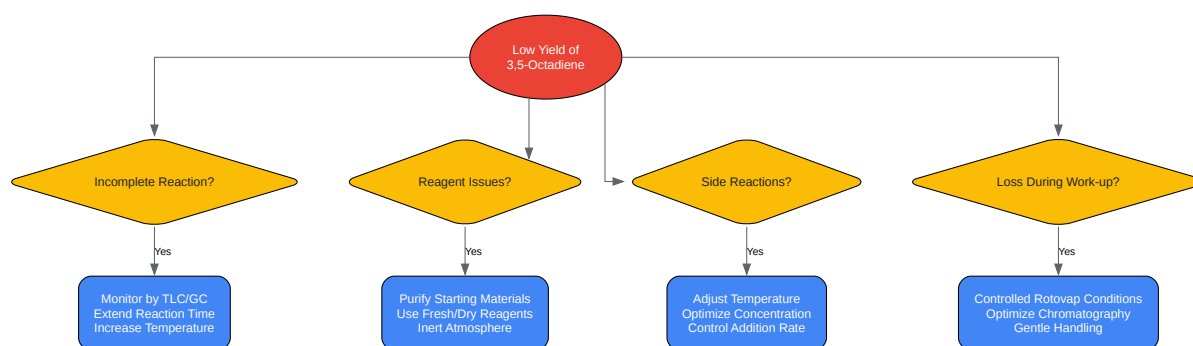 Low Yield of
3,5-Octadiene
Incomplete Reaction?
Reagent Issues?
Side Reactions?
Loss During Work-up?
Yes
Yes
Yes
Yes
Monitor by TLC/GC
Extend Reaction Time
Increase Temperature
Purify Starting Materials
Use Fresh/Dry Reagents
Inert Atmosphere
Adjust Temperature
Optimize Concentration
Control Addition Rate
Controlled Rotovap Conditions
Optimize Chromatography
Gentle Handling